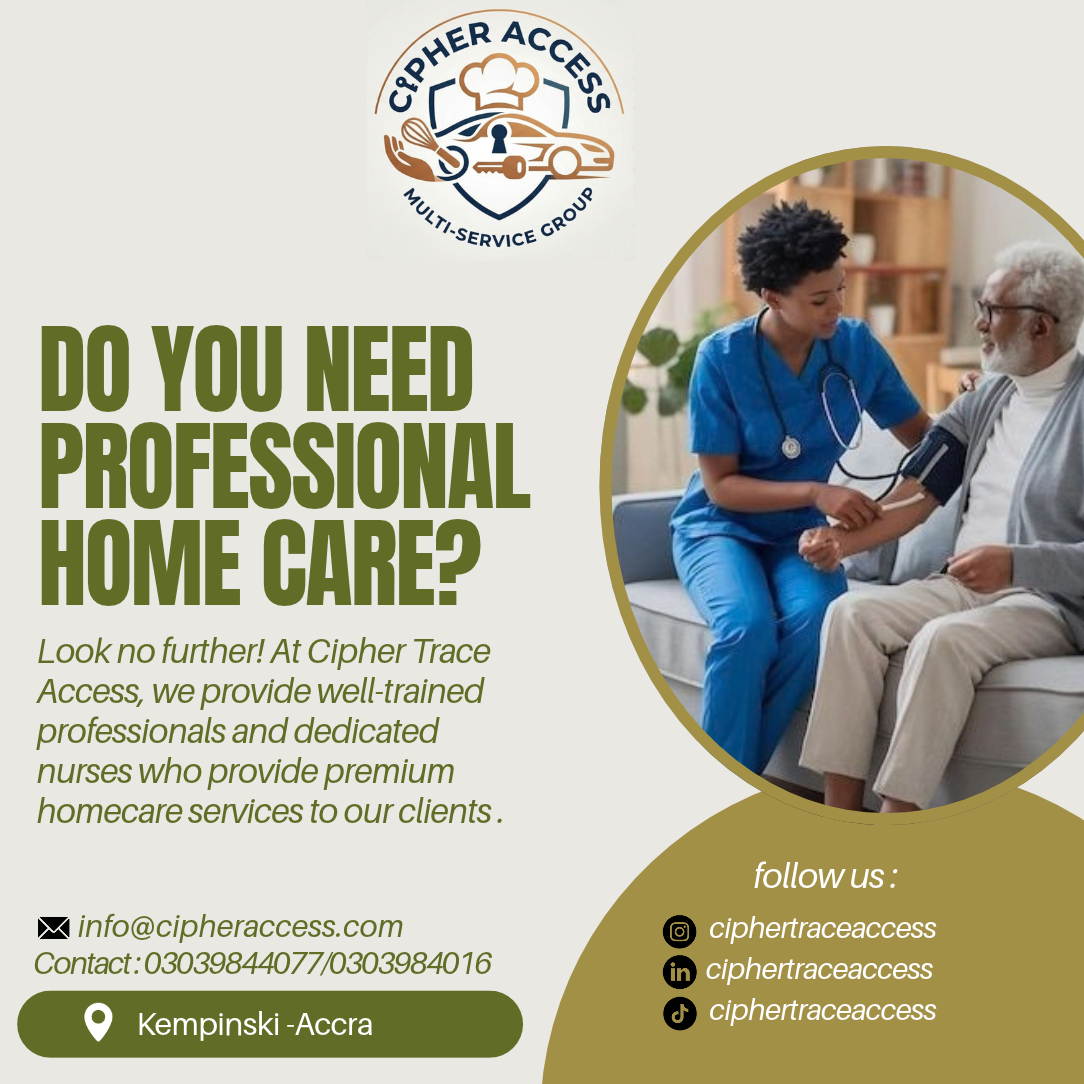 CIPHER ACCESS
MULTI-SERVICE GROUP
DO YOU NEED
PROFESSIONAL
HOME CARE?
Look no further! At Cipher Trace
Access, we provide well-trained
professionals and dedicated
nurses who provide premium
homecare services to our clients .
info@cipheraccess.com
Contact : 03039844077/0303984016
Kempinski -Accra
follow us :
ciphertraceaccess
ciphertraceaccess
ciphertraceaccess